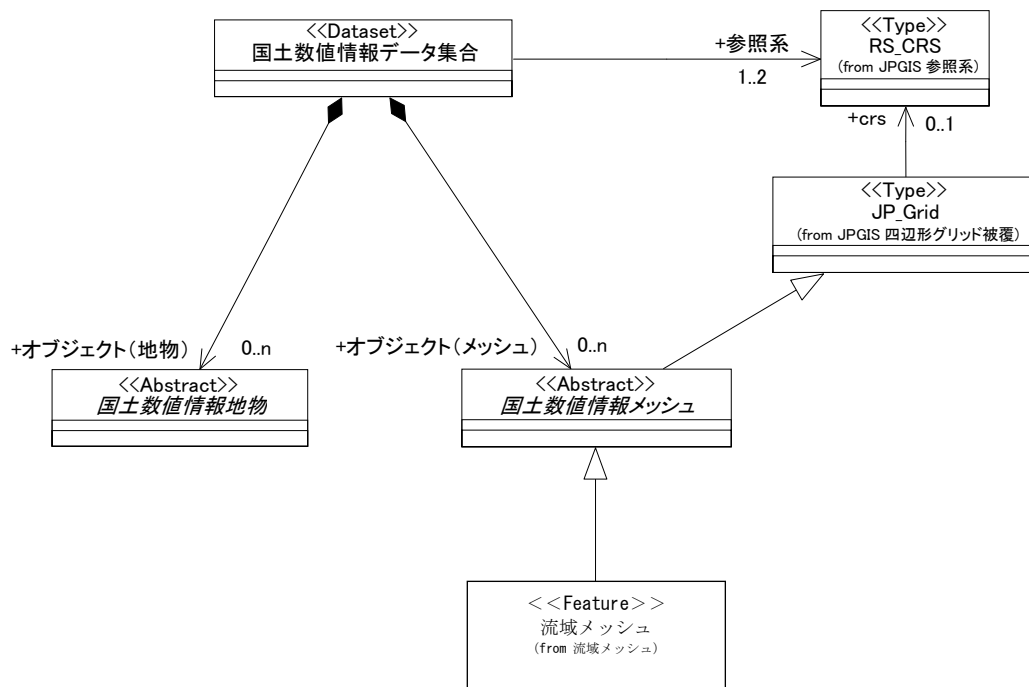 <<Dataset>>
国土数値情報データ集合
+参照系
1..2
<<Type>>
RS_CRS
(from JPGIS 参照系)
+crs
0..1
<<Type>>
JP_Grid
(from JPGIS 四辺形グリッド被覆)
+オブジェクト(地物)
0..n
+オブジェクト(メッシュ)
0..n
<<Abstract>>
国土数値情報地物
<<Abstract>>
国土数値情報メッシュ
<<Feature>>
流域メッシュ
(from 流域メッシュ)